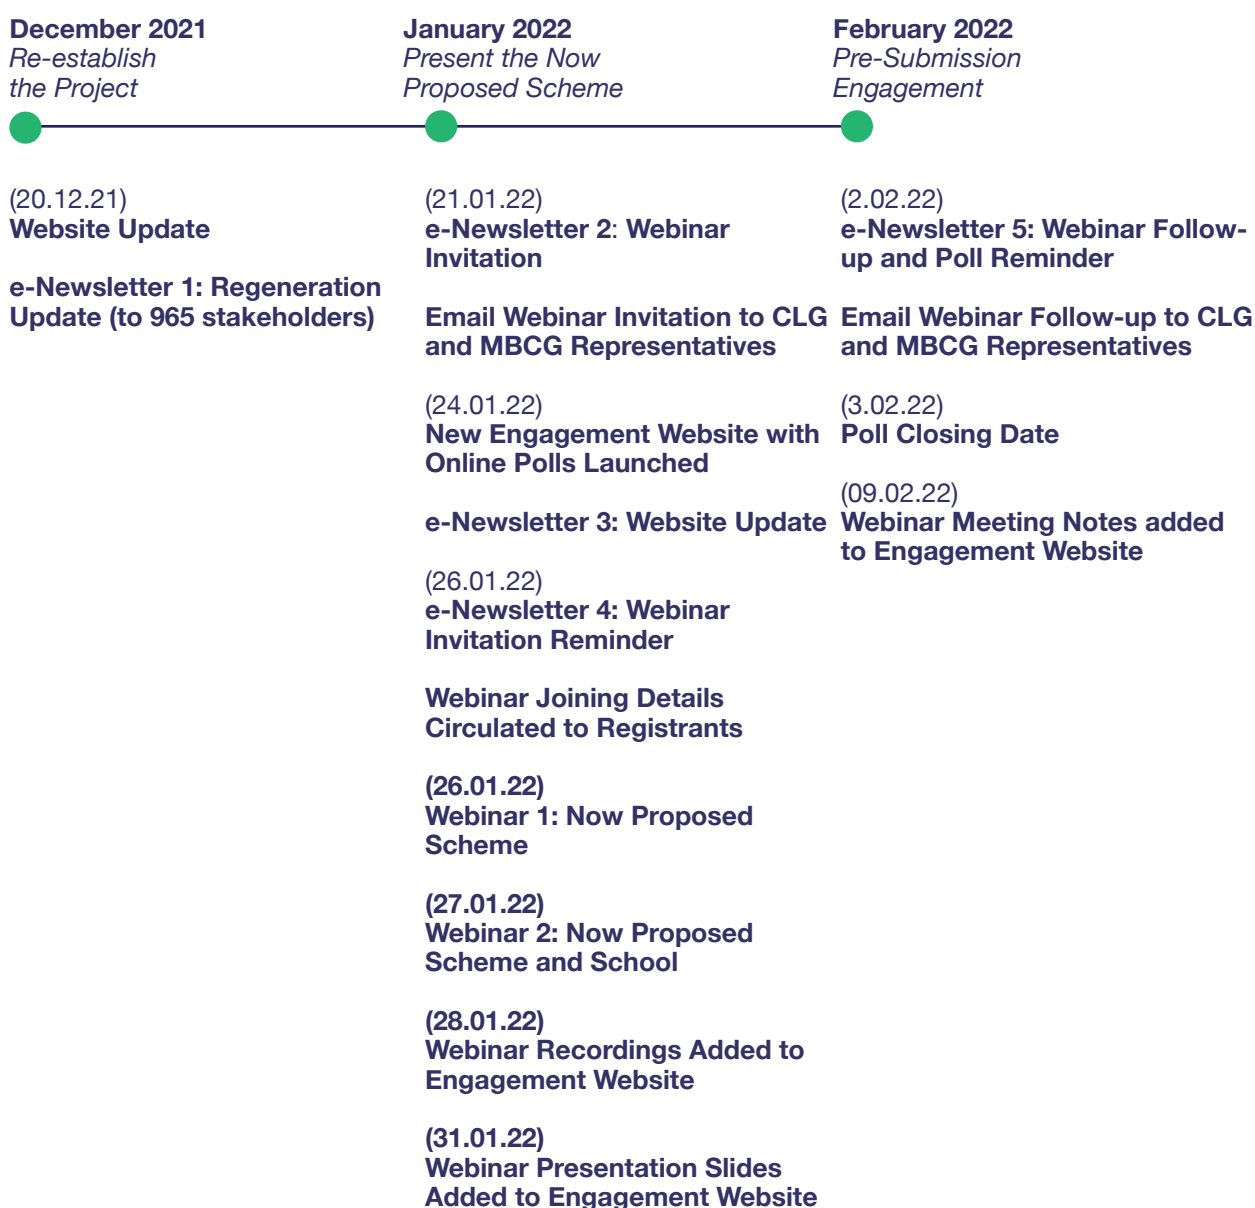 December 2021
Re-establish
the Project
January 2022
Present the Now
Proposed Scheme
February 2022
Pre-Submission
Engagement
(20.12.21)
Website Update
e-Newsletter 1: Regeneration
Update (to 965 stakeholders)
(21.01.22)
e-Newsletter 2: Webinar
Invitation
Email Webinar Invitation to CLG
and MBCG Representatives
(24.01.22)
New Engagement Website with
Online Polls Launched
e-Newsletter 3: Website Update
(26.01.22)
e-Newsletter 4: Webinar
Invitation Reminder
Webinar Joining Details
Circulated to Registrants
(26.01.22)
Webinar 1: Now Proposed
Scheme
(27.01.22)
Webinar 2: Now Proposed
Scheme and School
(28.01.22)
Webinar Recordings Added to
Engagement Website
(31.01.22)
Webinar Presentation Slides
Added to Engagement Website
(2.02.22)
e-Newsletter 5: Webinar Follow-
up and Poll Reminder
Email Webinar Follow-up to CLG
and MBCG Representatives
(3.02.22)
Poll Closing Date
(09.02.22)
Webinar Meeting Notes added
to Engagement Website